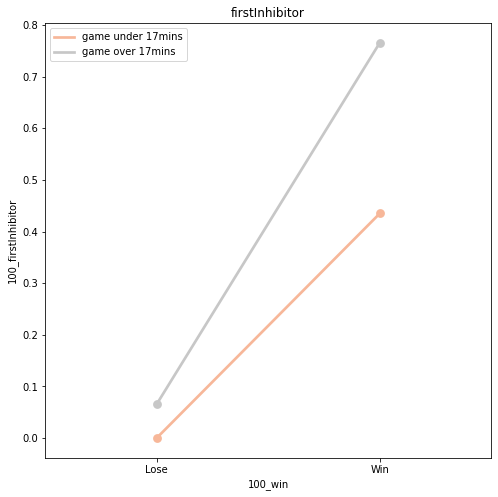 firstInhibitor
game under 17mins
game over 17mins
0.8
0.7
0.6
0.5
0.4
0.3
0.2
0.1
0.0
100_firstInhibitor
Lose
Win
100_win